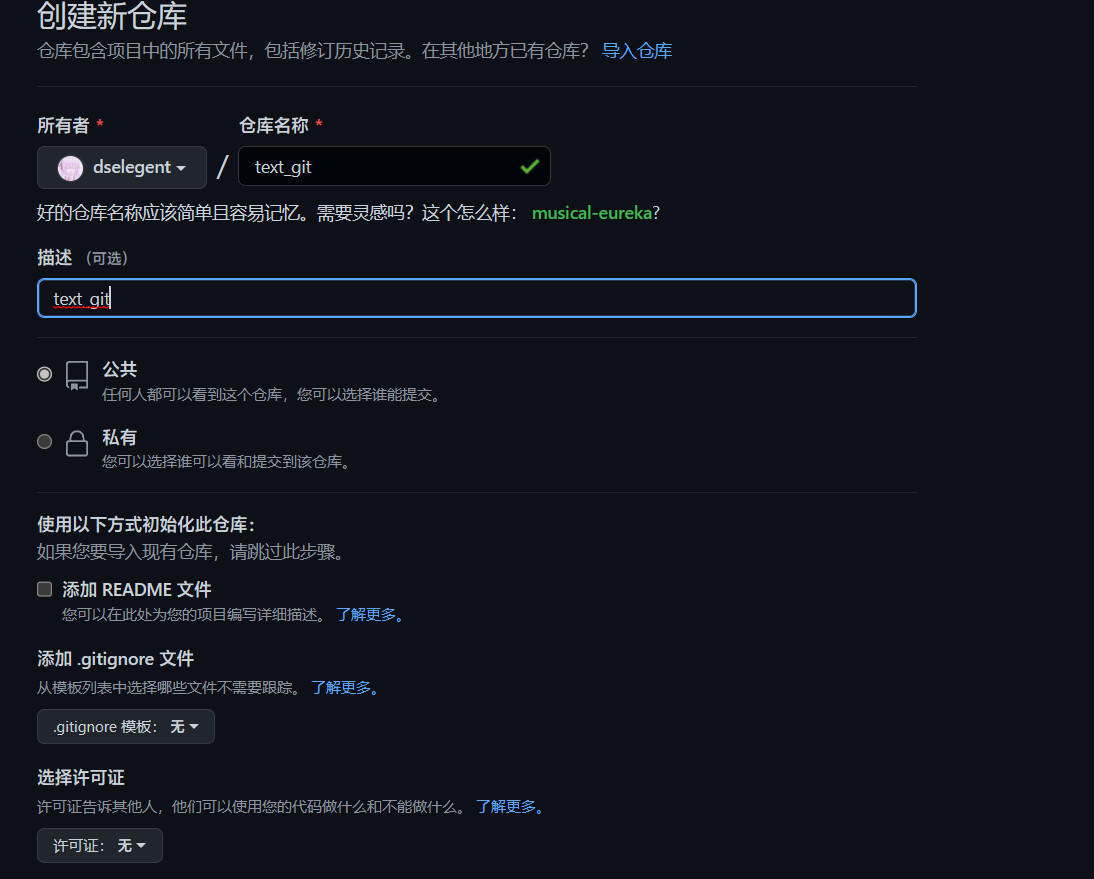 创建新仓库
仓库包含项目中的所有文件，包括修订历史记录。在其他地方已有仓库？ 导入仓库
所有者 * 仓库名称 *
dselegent / text_git
好的仓库名称应该简单且容易记忆。需要灵感吗？这个怎么样： musical-eureka?
描述 （可选）
text_git
公共
任何人都可以看到这个仓库，您可以选择谁能提交。
私有
您可以选择谁可以看和提交到该仓库。
使用以下方式初始化此仓库：
如果您要导入现有仓库，请跳过此步骤。
添加 README 文件
您可以在此处为您的项目编写详细描述。 了解更多。
添加 .gitignore 文件
从模板列表中选择哪些文件不需要跟踪。 了解更多。
.gitignore 模板： 无
选择许可证
许可证告诉其他人，他们可以使用您的代码做什么和不能做什么。 了解更多。
许可证： 无